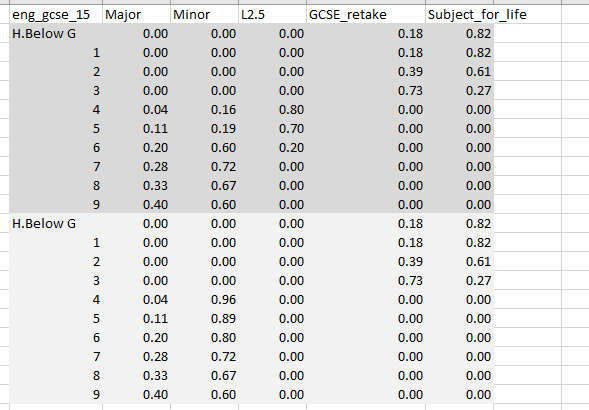 eng_gcse_15 Major Minor L2.5 GCSE_retake Subject_for_life
H.Below G 0.00 0.00 0.00 0.18 0.82
1 0.00 0.00 0.00 0.18 0.82
2 0.00 0.00 0.00 0.39 0.61
3 0.00 0.00 0.00 0.73 0.27
4 0.04 0.16 0.80 0.00 0.00
5 0.11 0.19 0.70 0.00 0.00
6 0.20 0.60 0.20 0.00 0.00
7 0.28 0.72 0.00 0.00 0.00
8 0.33 0.67 0.00 0.00 0.00
9 0.40 0.60 0.00 0.00 0.00
H.Below G 0.00 0.00 0.00 0.18 0.82
1 0.00 0.00 0.00 0.18 0.82
2 0.00 0.00 0.00 0.39 0.61
3 0.00 0.00 0.00 0.73 0.27
4 0.04 0.96 0.00 0.00 0.00
5 0.11 0.89 0.00 0.00 0.00
6 0.20 0.80 0.00 0.00 0.00
7 0.28 0.72 0.00 0.00 0.00
8 0.33 0.67 0.00 0.00 0.00
9 0.40 0.60 0.00 0.00 0.00